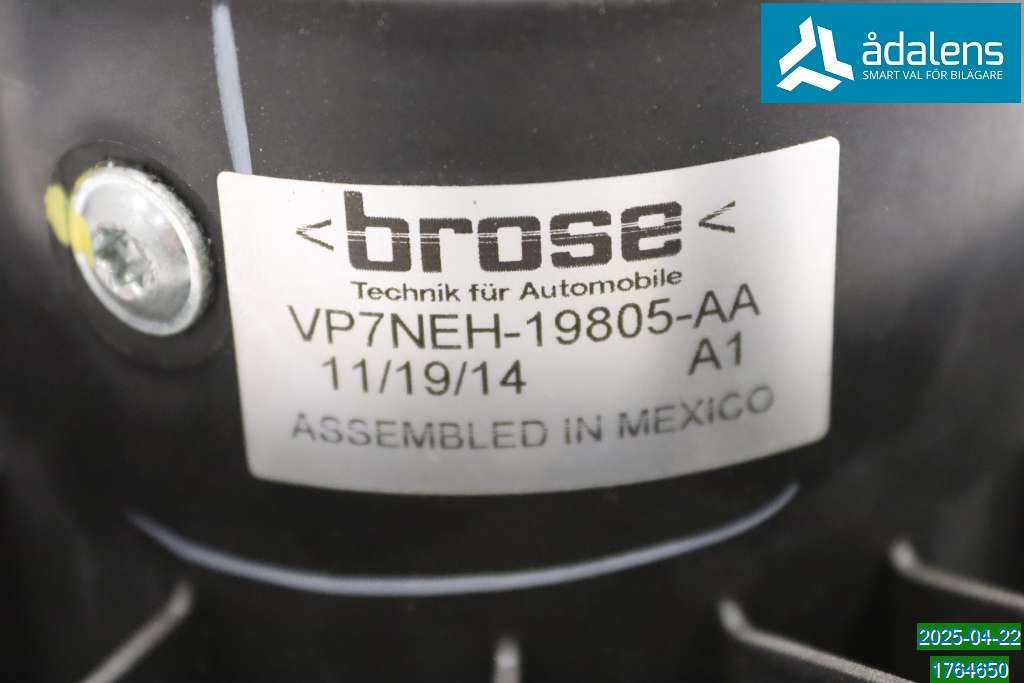 ådalens
SMART VAL FÖR BILÄGARE
<brose<
Technik für Automobile
VP7NEH-19805-AA
11/19/14 A1
ASSEMBLED IN MEXICO
2025-04-22
1764650